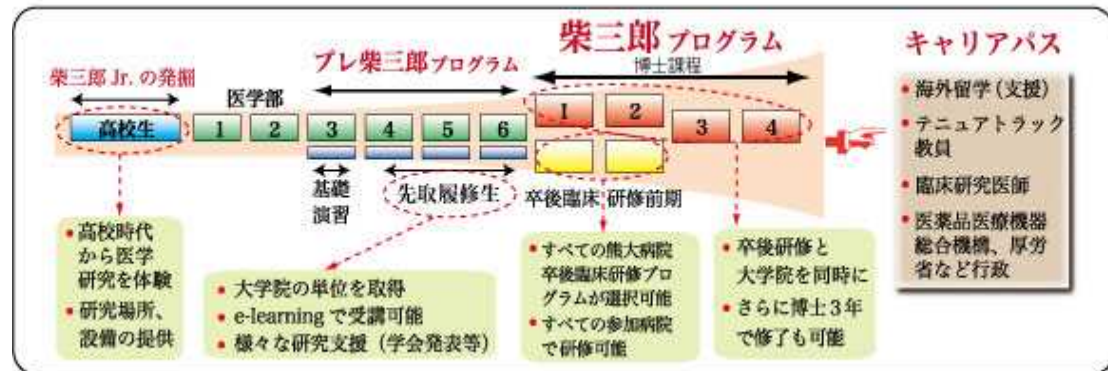 柴三郎Jr.の発掘
高校生
医学部
1 2 3 4 5 6
プレ柴三郎プログラム
基礎
演習
先取履修生
柴三郎プログラム
博士課程
1 2 3 4
卒後臨床 研修前期
キャリアパス
• 海外留学(支援)
• テニュアトラック
教員
• 臨床研究医師
• 医薬品医療機器
総合機構、厚労
省など行政
• 高校時代
から医学
研究を体験
• 研究場所、
設備の提供
• 大学院の単位を取得
• e-learningで受講可能
• 様々な研究支援（学会発表等）
• すべての熊大病院
卒後臨床研修プロ
グラムが選択可能
• すべての参加病院
で研修可能
• 卒後研修と
大学院を同時に
• さらに博士3年
で修了も可能